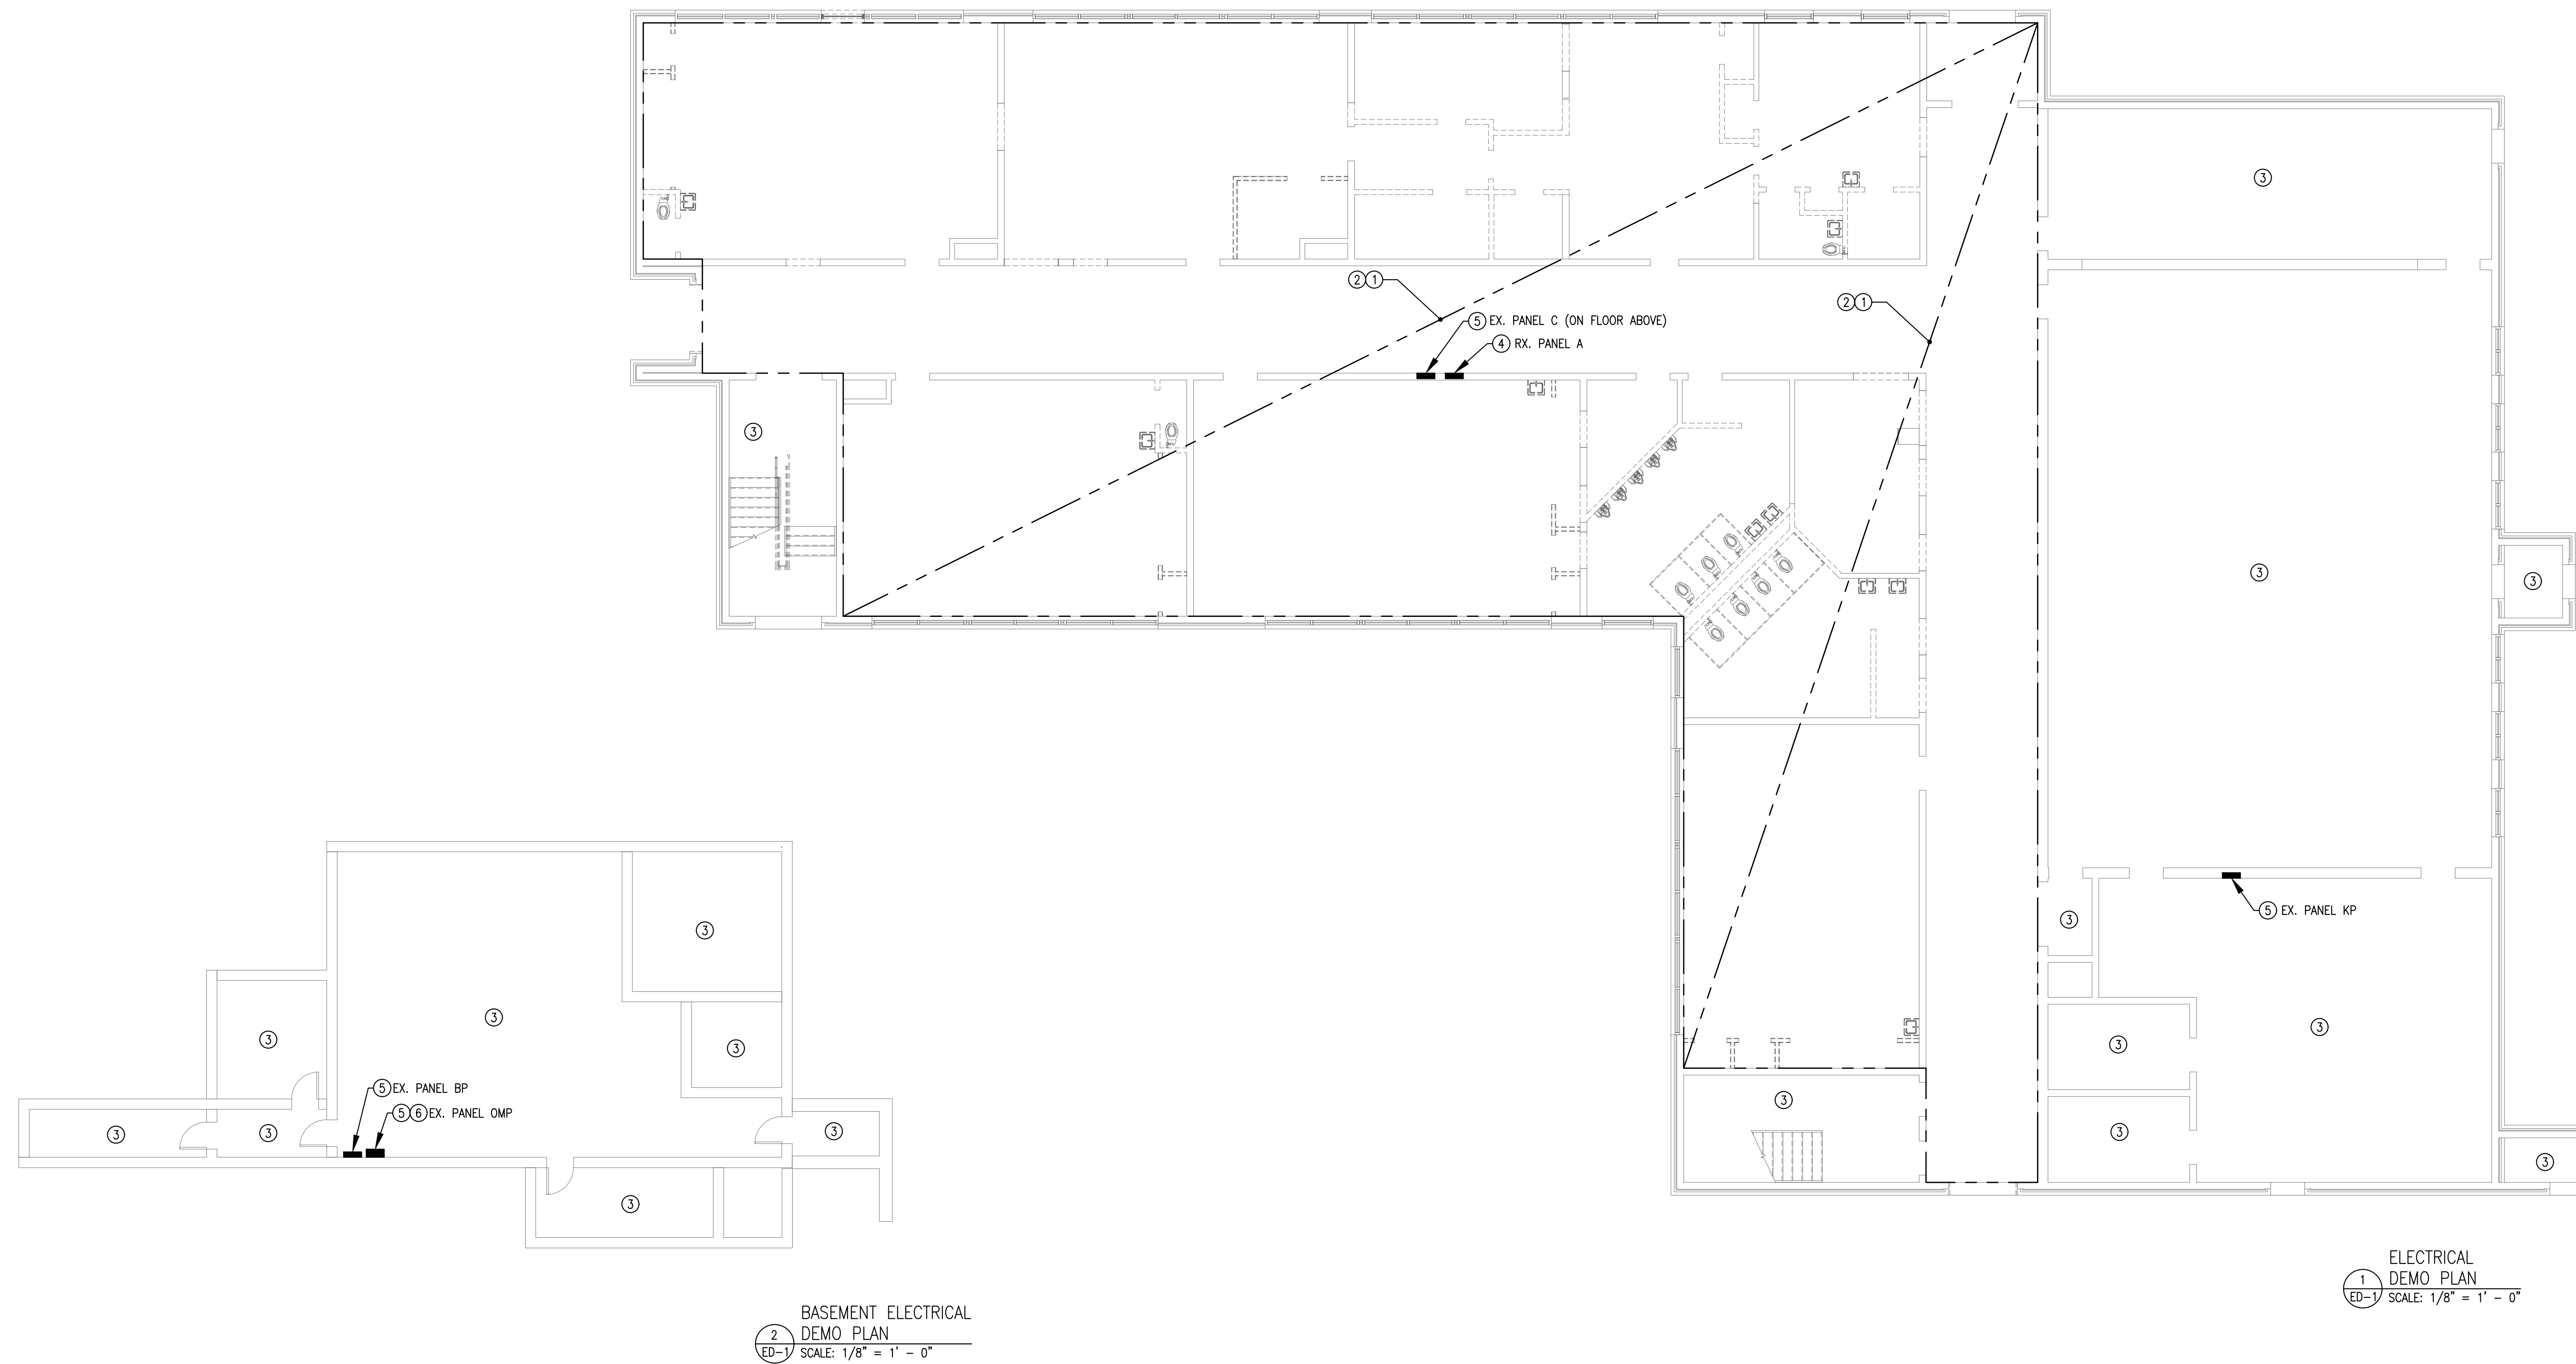 3
2 1
2 1
5 EX. PANEL C (ON FLOOR ABOVE)
4 RX. PANEL A
3
3
3
5 EX. PANEL KP
3
3
3
3
3
3
3
3
3
3
3
5 EX. PANEL BP
5 6 EX. PANEL OMP
3
3
3
3
ELECTRICAL
1 DEMO PLAN
ED-1 SCALE: 1/8" = 1' - 0"
BASEMENT ELECTRICAL
2 DEMO PLAN
ED-1 SCALE: 1/8" = 1' - 0"